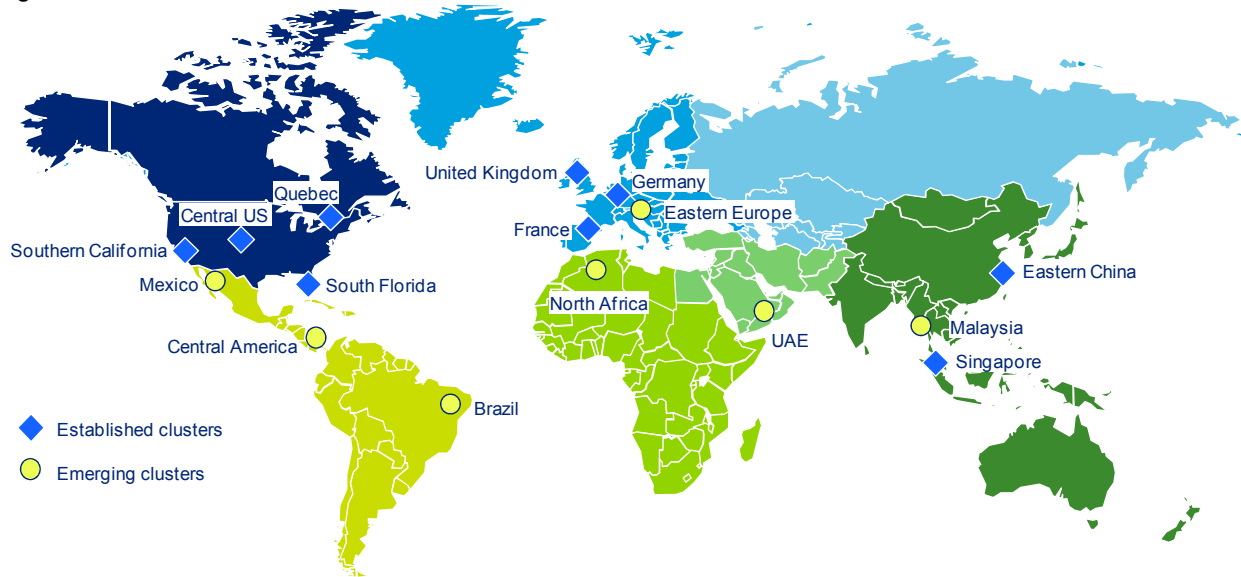 United Kingdom
Germany
Quebec
Central US
Eastern Europe
France
Southern California
Eastern China
Mexico
South Florida
North Africa
Malaysia
UAE
Central America
Singapore
Brazil
Established clusters
Emerging clusters